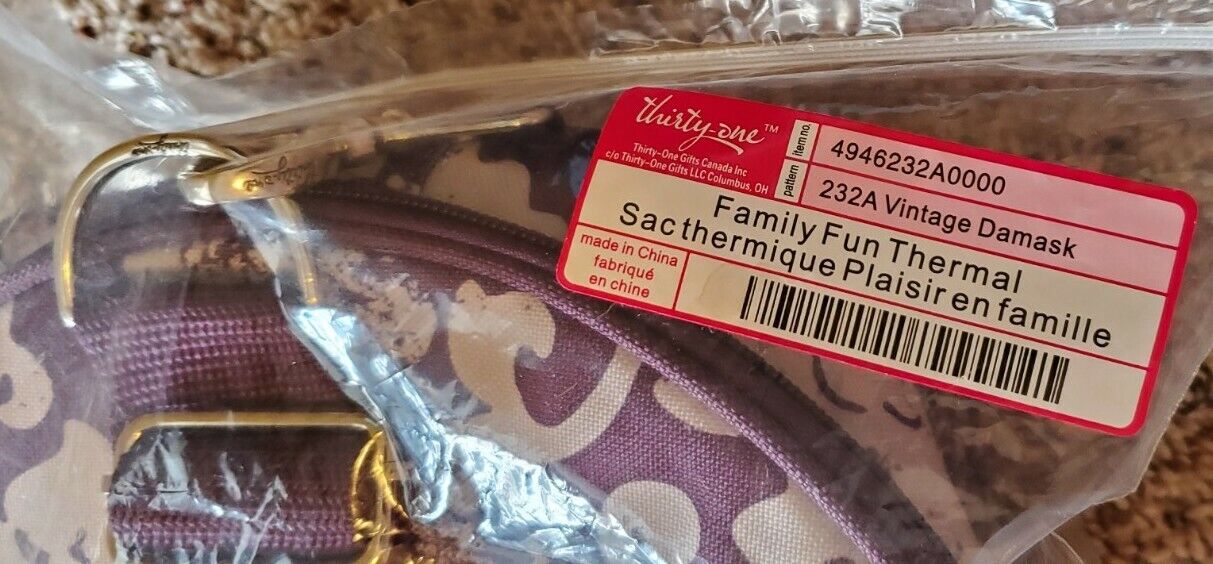 thirty-one™
Thirty-One Gifts Canada Inc
c/o Thirty-One Gifts LLC Columbus, OH
item no.
4946232A0000
pattern
232A Vintage Damask
Family Fun Thermal
Sac thermique Plaisir en famille
made in China
fabriqué
en chine